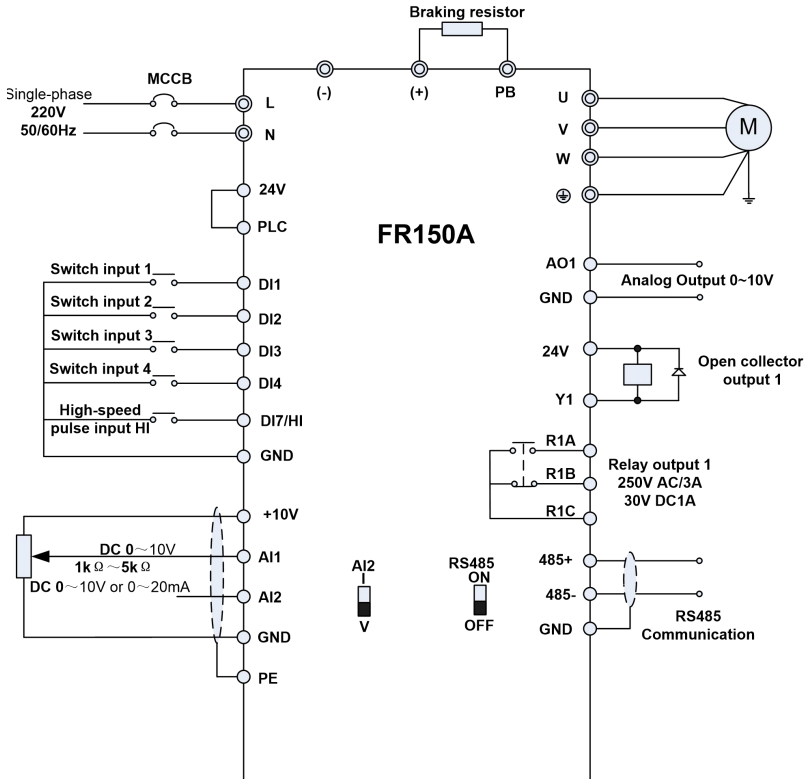 Braking resistor
MCCB
Single-phase
220V
50/60Hz
L
N
(-)
(+)
PB
U
V
W
M
24V
PLC
FR150A
Switch input 1
DI1
Switch input 2
DI2
Switch input 3
DI3
Switch input 4
DI4
High-speed
pulse input HI
DI7/HI
GND
AO1
Analog Output 0~10V
GND
24V
Open collector
output 1
Y1
R1A
R1B
R1C
Relay output 1
250V AC/3A
30V DC1A
+10V
DC 0～10V
1kΩ～5kΩ
AI1
DC 0～10V or 0～20mA
AI2
GND
PE
AI2
I
V
RS485
ON
OFF
485+
485-
GND
RS485
Communication